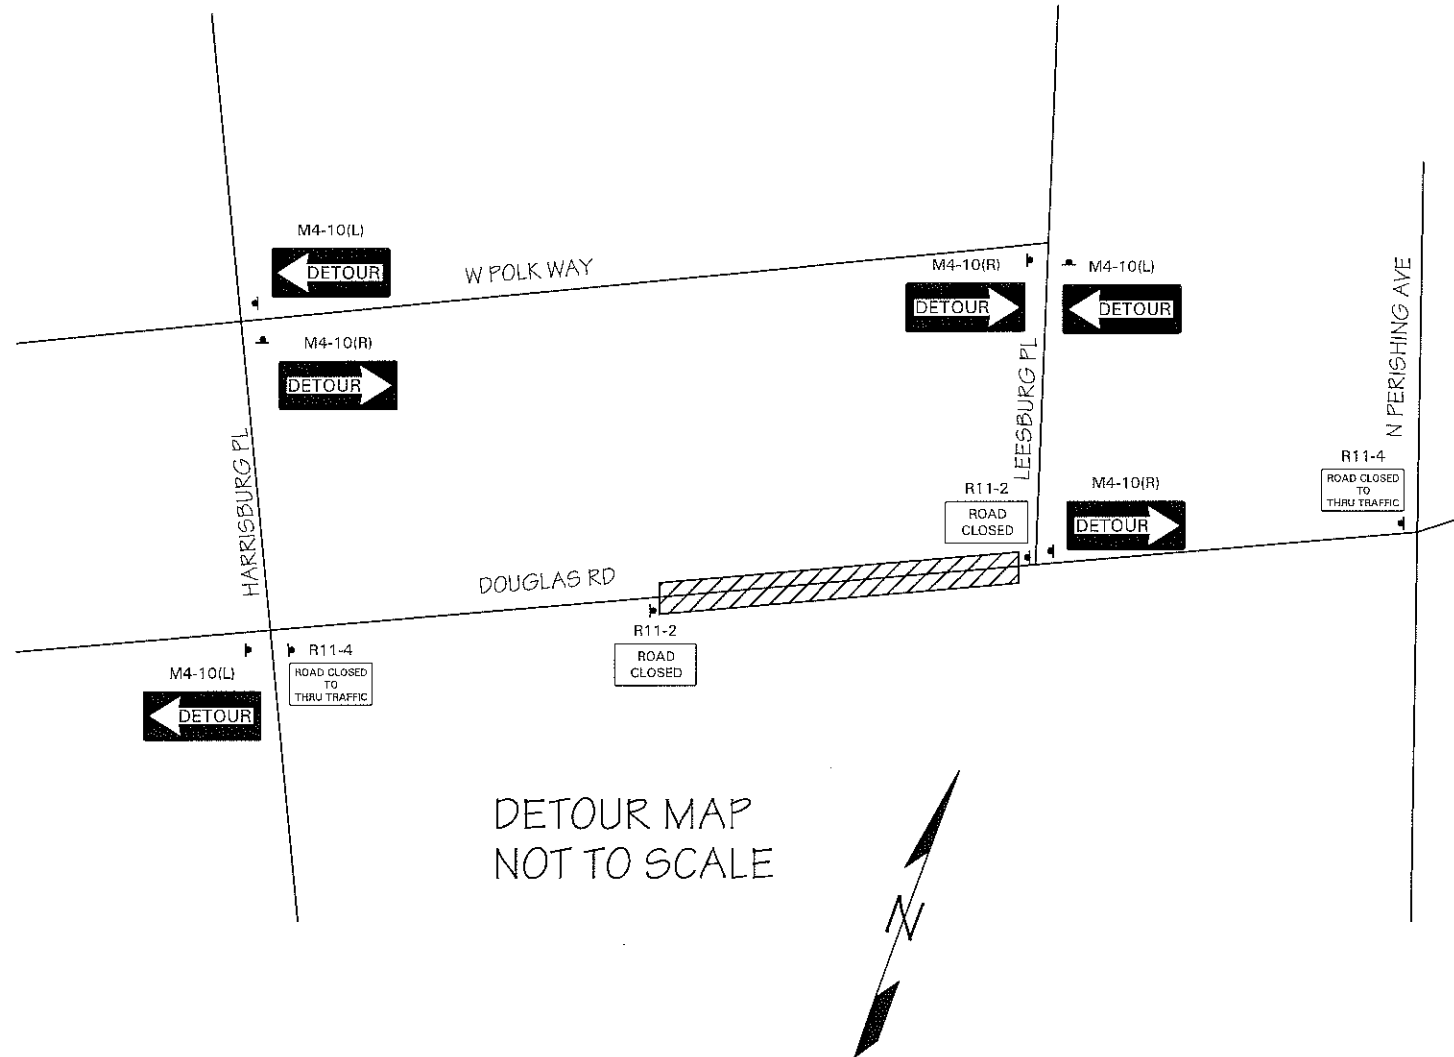 M4-10(L)
DETOUR
W POLK WAY
M4-10(R)
DETOUR
M4-10(L)
DETOUR
M4-10(R)
DETOUR
HARRISBURG PL
LEESBURG PL
N PERISHING AVE
R11-4
ROAD CLOSED
TO
THRU TRAFFIC
R11-2
ROAD
CLOSED
M4-10(R)
DETOUR
DOUGLAS RD
R11-2
ROAD
CLOSED
R11-4
ROAD CLOSED
TO
THRU TRAFFIC
M4-10(L)
DETOUR
DETOUR MAP
NOT TO SCALE
N